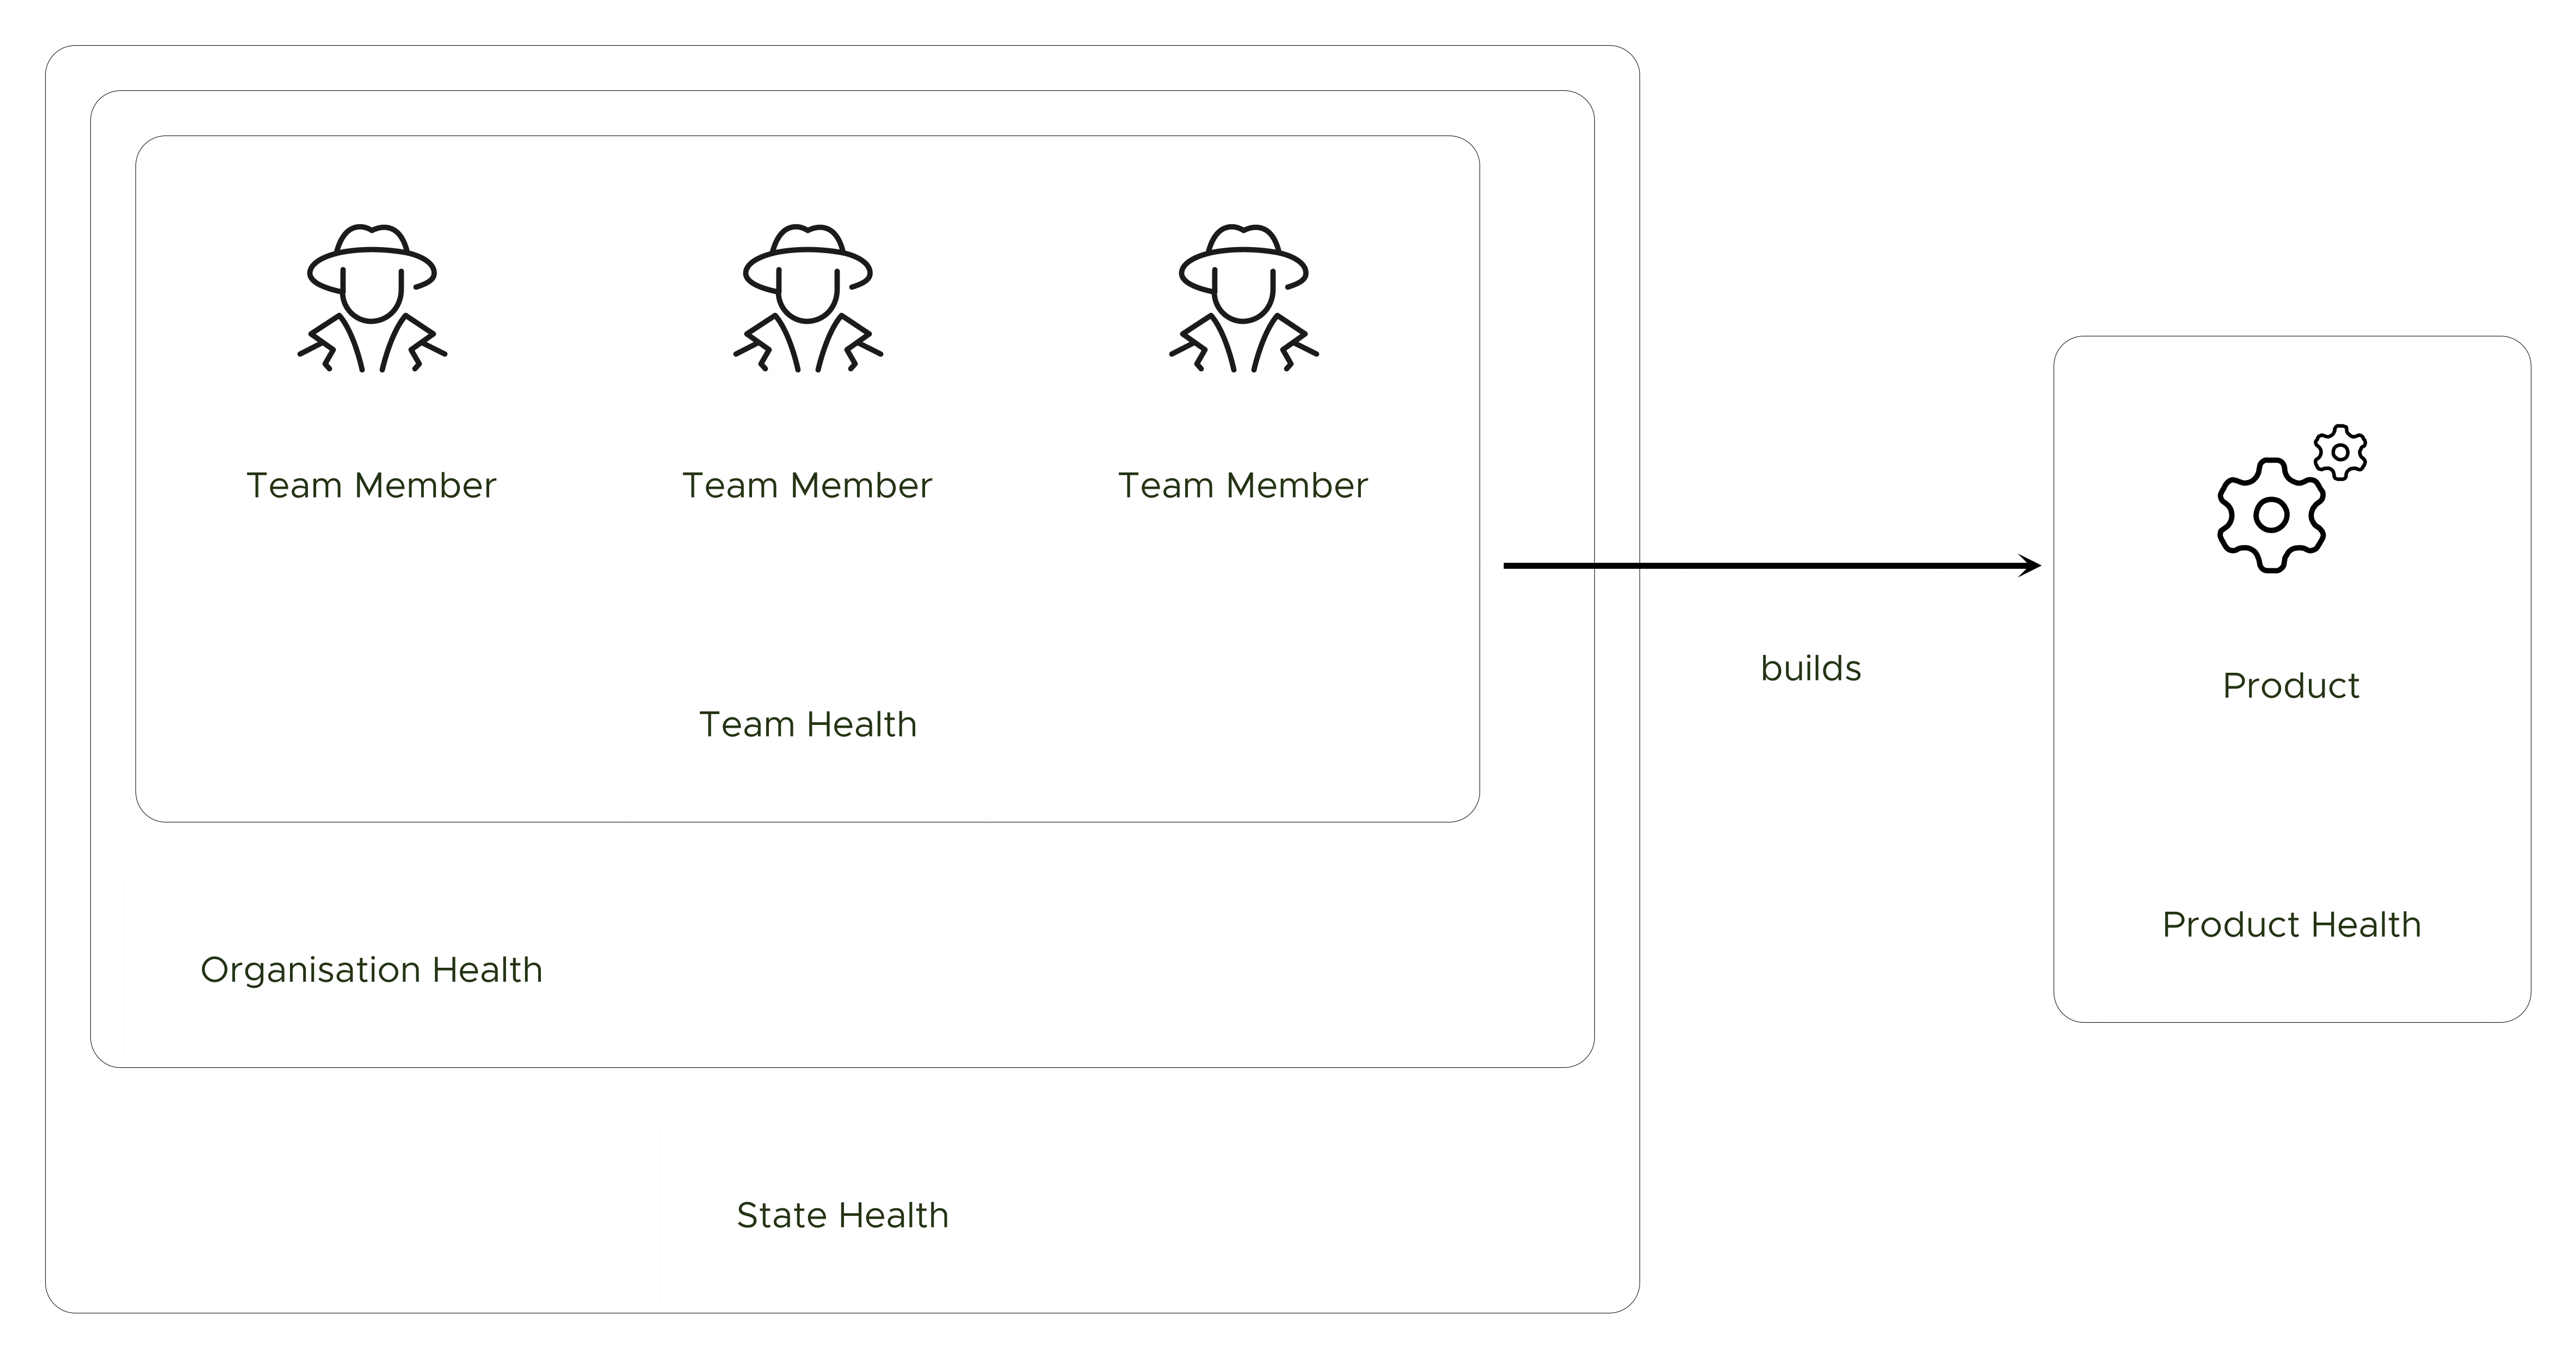 Team Member
Team Member
Team Member
Team Health
builds
Product
Product Health
Organisation Health
State Health